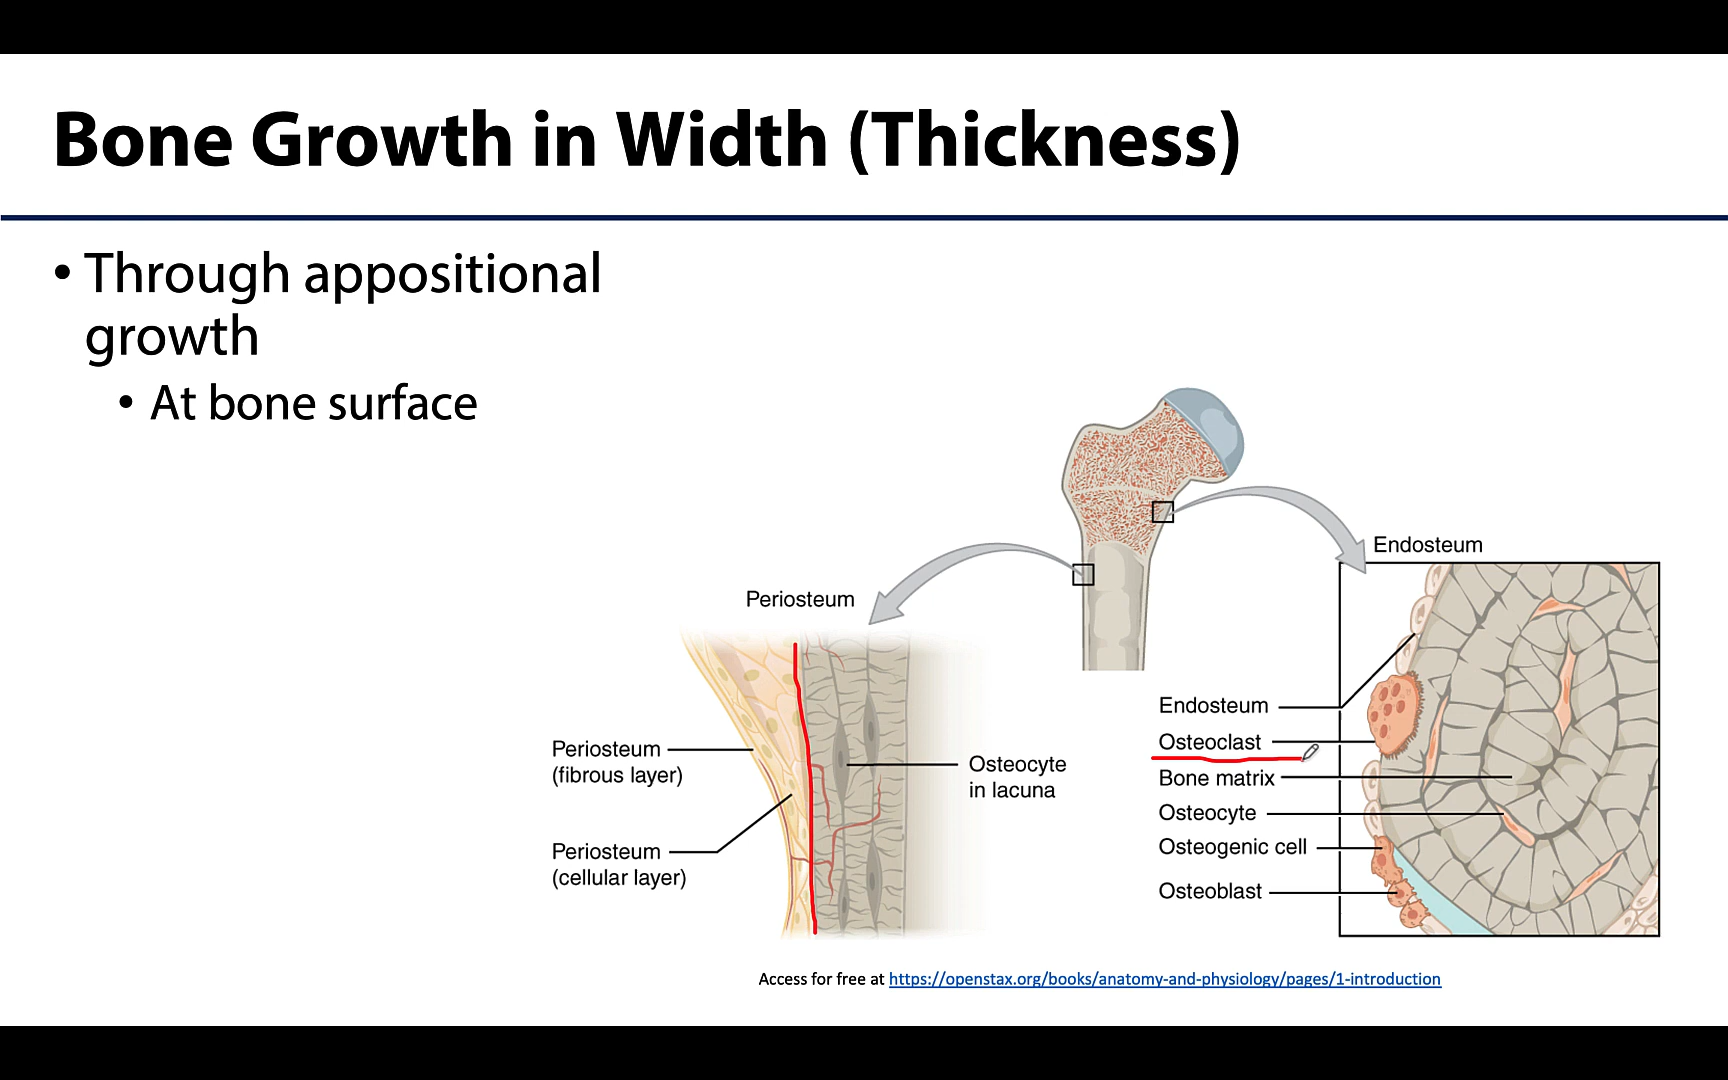 Bone Growth in Width (Thickness)
• Through appositional
growth
• At bone surface
Endosteum
Periosteum
Periosteum
(fibrous layer)
Periosteum
(cellular layer)
Osteocyte
in lacuna
Endosteum
Osteoclast
Bone matrix
Osteocyte
Osteogenic cell
Osteoblast
Access for free at https://openstax.org/books/anatomy-and-physiology/pages/1-introduction